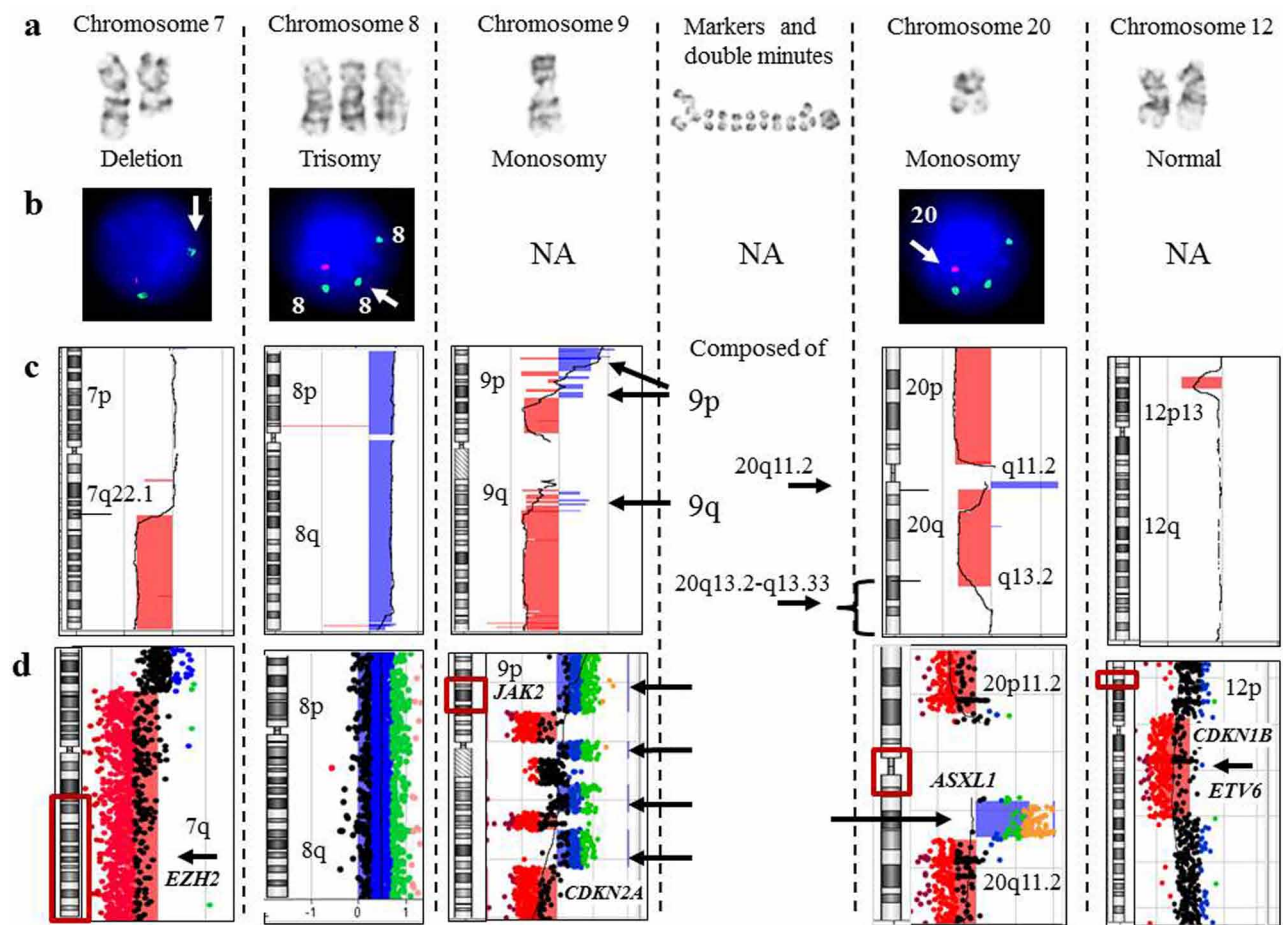 a
Chromosome 7
Chromosome 8
Chromosome 9
Markers and
double minutes
Chromosome 20
Chromosome 12
Deletion
Trisomy
Monosomy
Monosomy
Normal
b
8
8
8
NA
NA
20
NA
c
7p
7q22.1
8p
8q
9p
9q
Composed of
9p
20q11.2
9q
20q13.2-q13.33
20p
q11.2
20q
q13.2
12p13
12q
d
7q
EZH2
8p
8q
-1
0
1
9p
JAK2
CDKN2A
20p11.2
ASXL1
20q11.2
12p
CDKN1B
ETV6